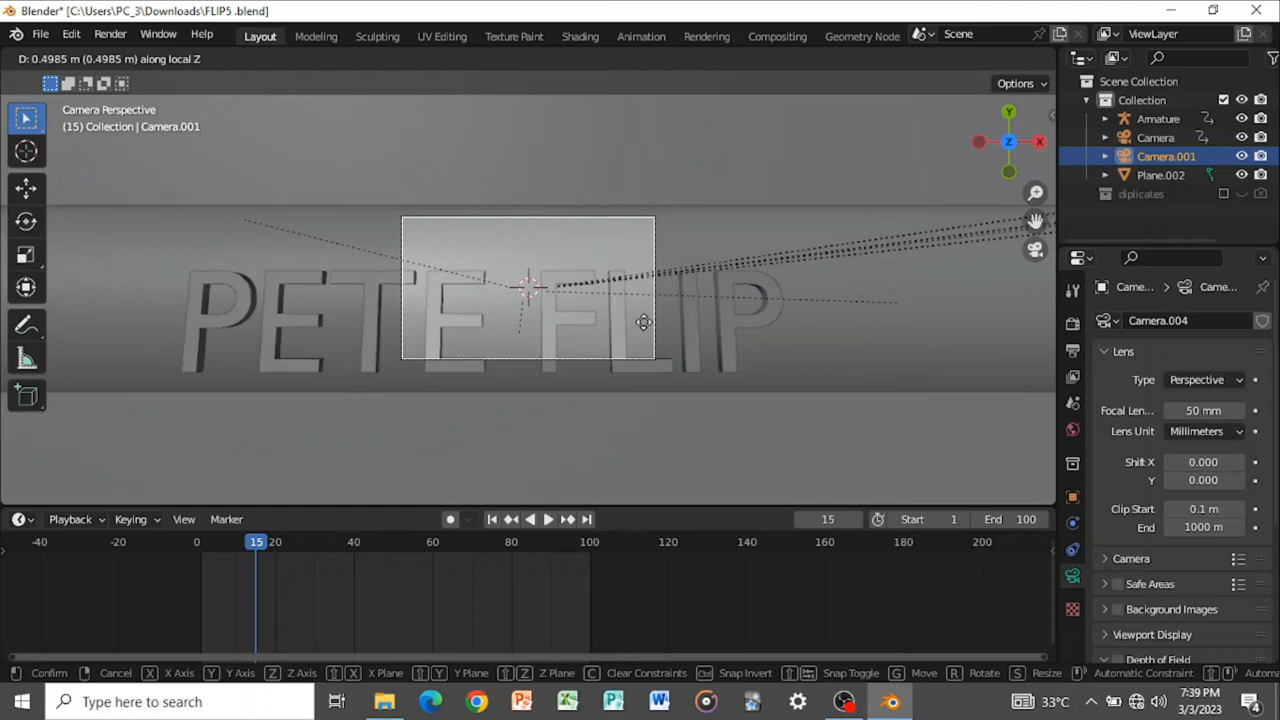 Blender* [C:\Users\PC_3\Downloads\FLIP5 .blend]
File Edit Render Window Help Layout Modeling Sculpting UV Editing Texture Paint Shading Animation Rendering Compositing Geometry Node Scene ViewLayer
D: 0.4985 m (0.4985 m) along local Z
Options
Camera Perspective
(15) Collection | Camera.001
Y
Z X
Scene Collection
Collection
Armature
Camera
Camera.001
Plane.002
diplicates
PETE FLIP
Came... Came...
Camera.004
Lens
Type Perspective
Focal Len... 50 mm
Lens Unit Millimeters
Shift X 0.000
Y 0.000
Clip Start 0.1 m
End 1000 m
Camera
Safe Areas
Background Images
Viewport Display
Depth of Field
Playback Keying View Marker 15 Start 1 End 100
-40 -20 0 15 20 40 60 80 100 120 140 160 180 200
Confirm Cancel X X Axis Y Y Axis Z Z Axis X X Plane Y Y Plane Z Z Plane C Clear Constraints Ctrl Snap Invert Snap Toggle G Move R Rotate S Resize Automatic Constraint Automa
Type here to search 33°C 7:39 PM
3/3/2023
4